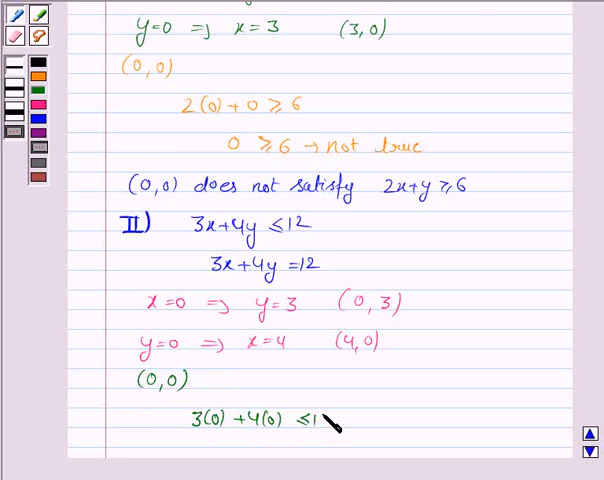 y=0 => x=3 (3,0)
(0,0)
2(0)+0 ≥ 6
0 ≥ 6 → not true
(0,0) does not satisfy 2x+y ≥ 6
II) 3x+4y ≤ 12
3x+4y = 12
x=0 => y=3 (0,3)
y=0 => x=4 (4,0)
(0,0)
3(0) +4(0) ≤ 1